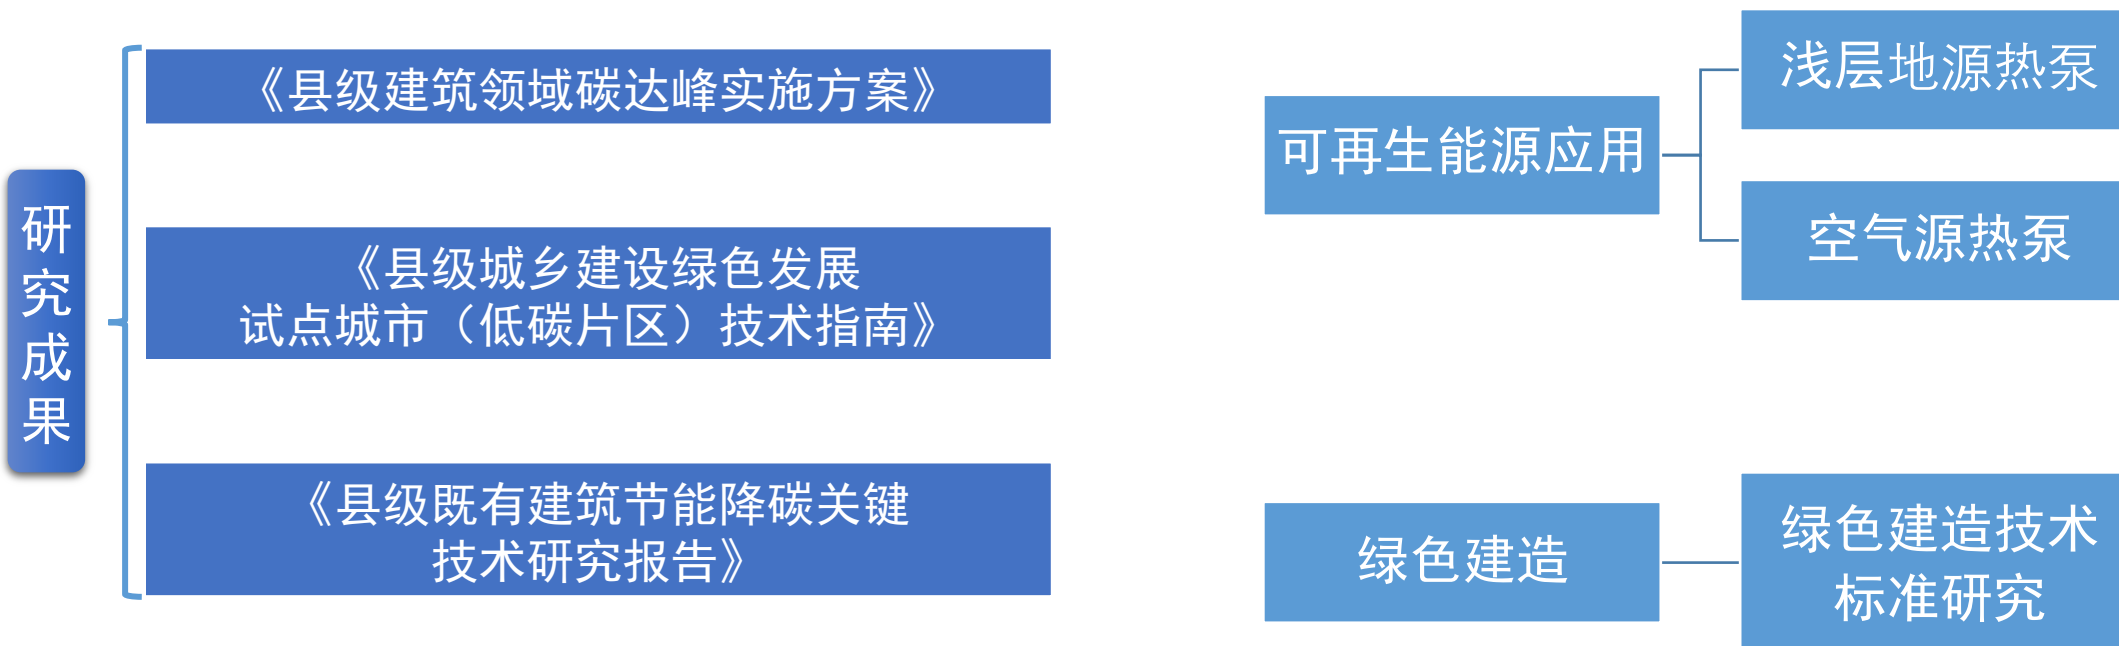 研究成果
《县级建筑领域碳达峰实施方案》
《县级城乡建设绿色发展
试点城市（低碳片区）技术指南》
《县级既有建筑节能降碳关键
技术研究报告》
可再生能源应用
浅层地源热泵
空气源热泵
绿色建造
绿色建造技术
标准研究